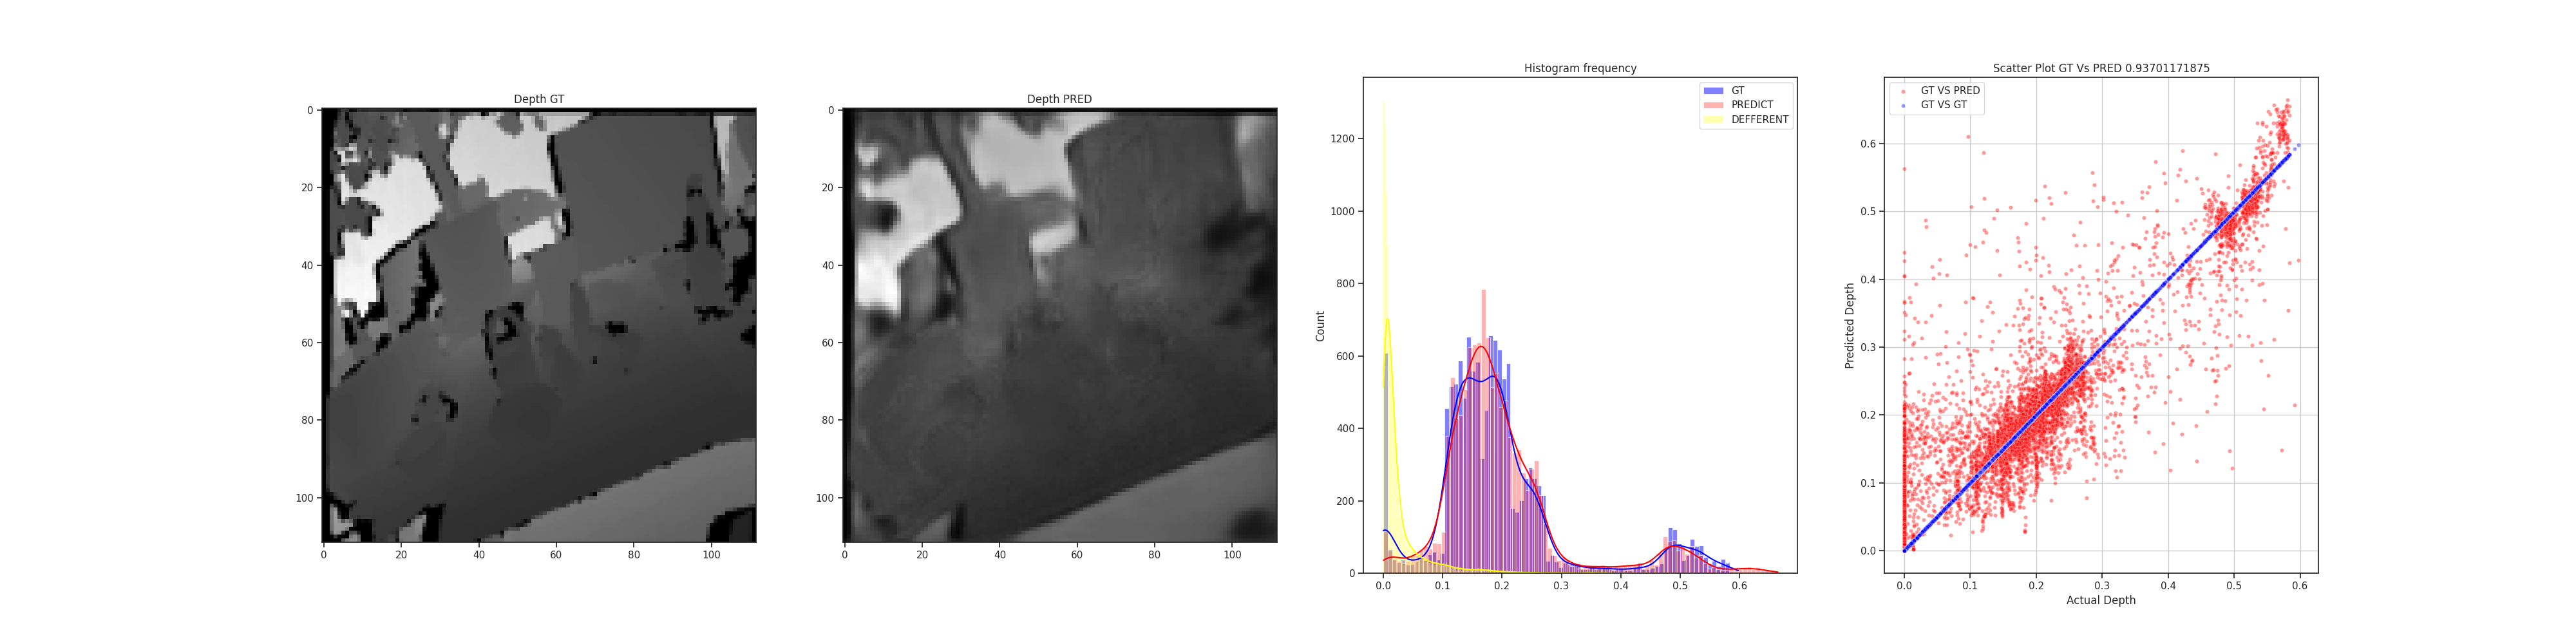 Depth GT
0
20
40
60
80
100
0 20 40 60 80 100
Depth PRED
0
20
40
60
80
100
0 20 40 60 80 100
Histogram frequency
GT
PREDICT
DEFFERENT
Count
1200
1000
800
600
400
200
0
0.0 0.1 0.2 0.3 0.4 0.5 0.6
Scatter Plot GT Vs PRED 0.93701171875
GT VS PRED
GT VS GT
Predicted Depth
0.6
0.5
0.4
0.3
0.2
0.1
0.0
0.0 0.1 0.2 0.3 0.4 0.5 0.6
Actual Depth